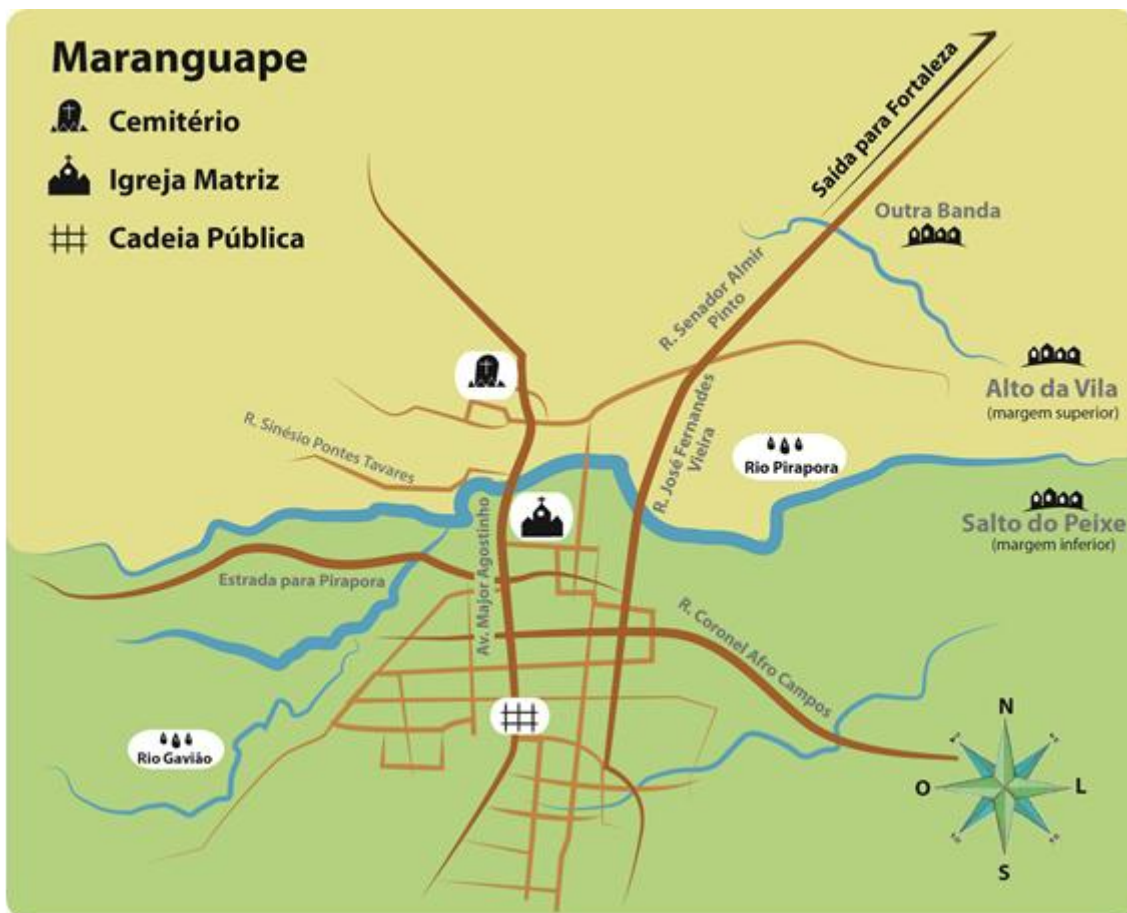 Maranguape
Cemitério
Igreja Matriz
Cadeia Pública
Saída para Fortaleza
Outra Banda
R. Senador Almir
Pinto
Alto da Vila
(margem superior)
R. José Fernandes
Vieira
R. Sinésio Pontes Tavares
Rio Pirapora
Salto do Peixe
(margem inferior)
Estrada para Pirapora
Av. Major Agostinho
R. Coronel Afro Campos
Rio Gavião
N
O
L
S